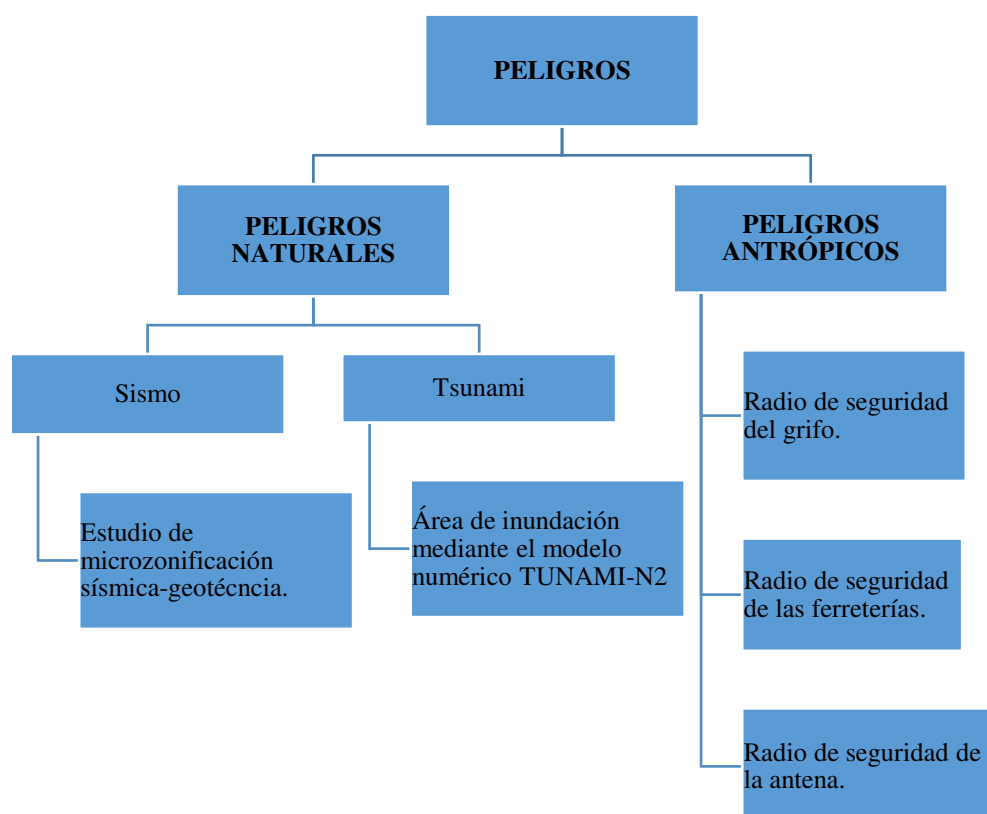 PELIGROS
PELIGROS
NATURALES
PELIGROS
ANTRÓPICOS
Sismo
Tsunami
Estudio de
microzonificación
sísmica-geotécncia.
Área de inundación
mediante el modelo
numérico TUNAMI-N2
Radio de seguridad
del grifo.
Radio de seguridad
de las ferreterías.
Radio de seguridad de
la antena.